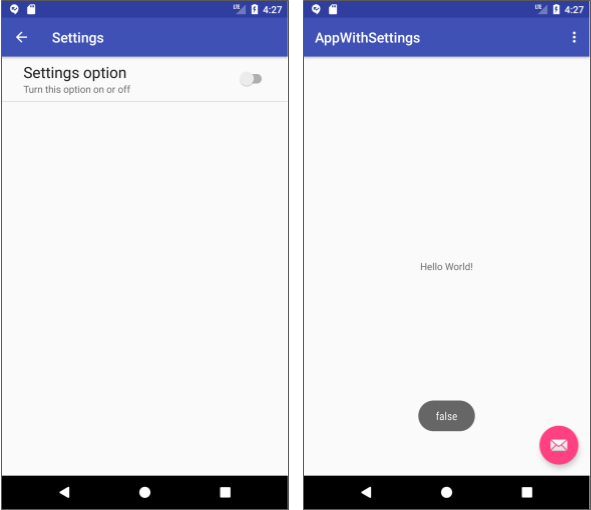 LTE 4:27
Settings
Settings option
Turn this option on or off
LTE 4:27
AppWithSettings
Hello World!
false